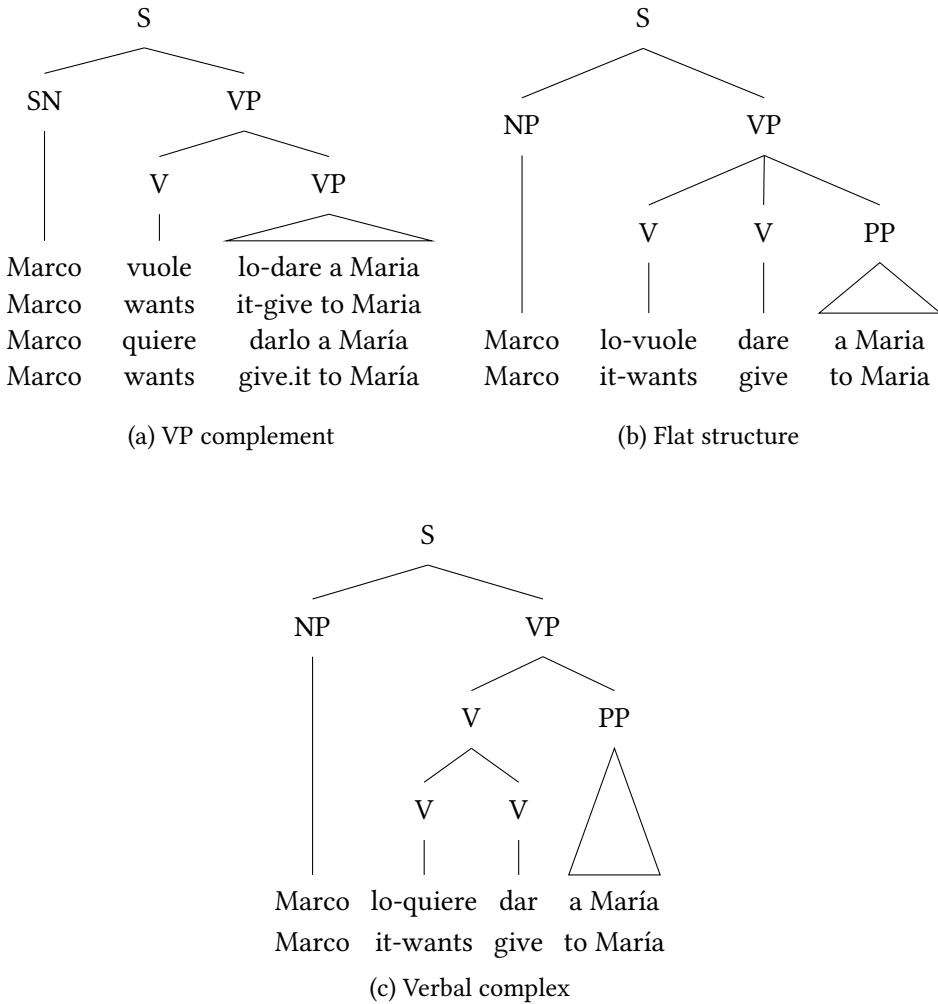 S
SN VP
V VP
Marco vuole lo-dare a Maria
Marco wants it-give to Maria
Marco quiere darlo a María
Marco wants give.it to María
(a) VP complement
S
NP VP
V V PP
Marco lo-vuole dare a Maria
Marco it-wants give to Maria
(b) Flat structure
S
NP VP
V PP
V V
Marco lo-quiere dar a María
Marco it-wants give to María
(c) Verbal complex